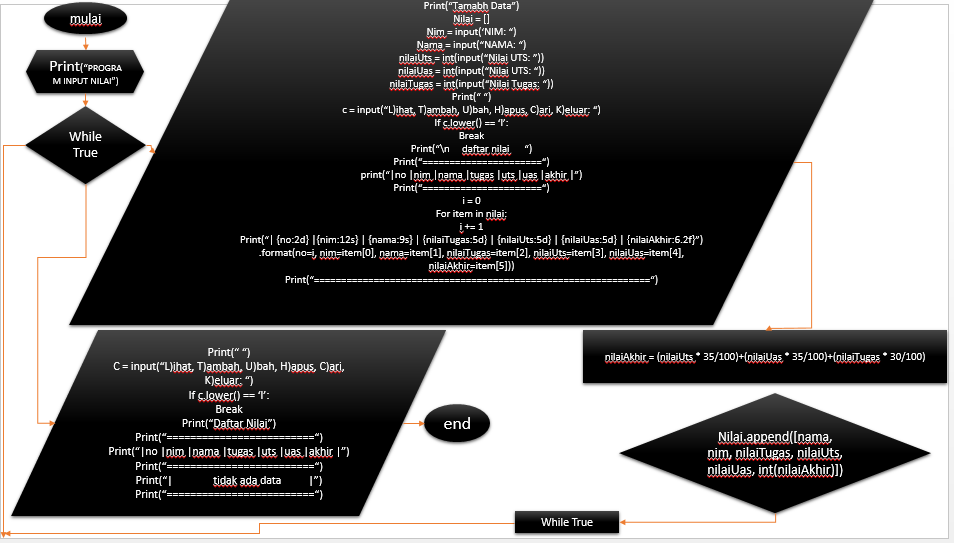 mulai
Print("PROGRA
M INPUT NILAI")
While
True
Print("Tamabh Data")
Nilai = []
Nim = input('NIM: ")
Nama = input("NAMA: ")
nilaiUts = int(input("Nilai UTS: "))
nilaiUas = int(input("Nilai UTS: "))
nilaiTugas = int(input("Nilai Tugas: "))
Print(" ")
c = input("L)ihat, T)ambah, U)bah, H)apus, C)ari, K)eluar: ")
If c.lower() == 'l':
Break
Print("\n daftar nilai ")
Print("======================")
print("|no |nim |nama |tugas |uts |uas |akhir |")
Print("======================")
i = 0
For item in nilai:
i += 1
Print("| {no:2d} |{nim:12s} | {nama:9s} | {nilaiTugas:5d} | {nilaiUts:5d} | {nilaiUas:5d} | {nilaiAkhir:6.2f}")
.format(no=i, nim=item[0], nama=item[1], nilaiTugas=item[2], nilaiUts=item[3], nilaiUas=item[4],
nilaiAkhir=item[5]))
Print("==============================================================")
nilaiAkhir = (nilaiUts * 35/100)+(nilaiUas * 35/100)+(nilaiTugas * 30/100)
Nilai.append([nama,
nim, nilaiTugas, nilaiUts,
nilaiUas, int(nilaiAkhir)])
While True
Print(" ")
C = input("L)ihat, T)ambah, U)bah, H)apus, C)ari,
K)eluar: ")
If c.lower() == 'l':
Break
Print("Daftar Nilai")
Print("=========================")
Print("|no |nim |nama |tugas |uts |uas |akhir |")
Print("=========================")
Print("| tidak ada data |")
Print("=========================")
end